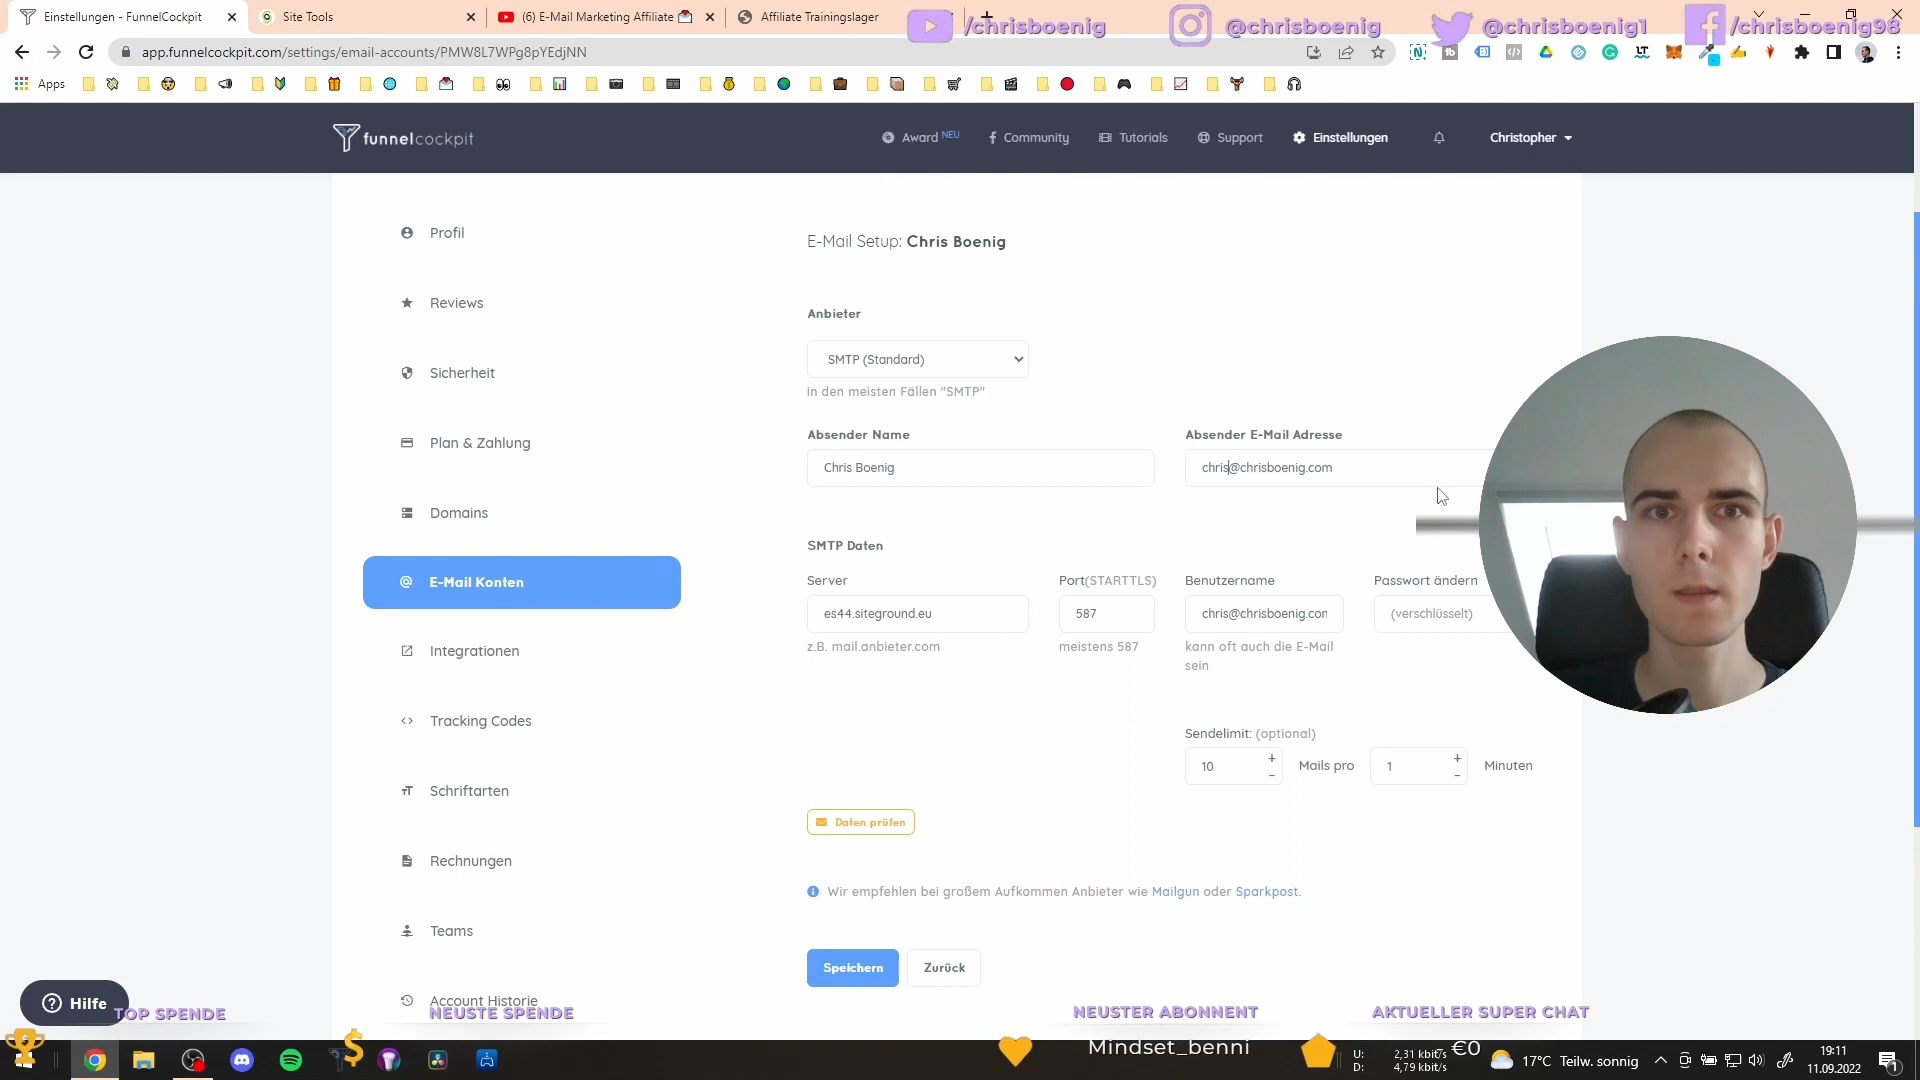 Einstellungen - FunnelCockpit
Site Tools
(6) E-Mail Marketing Affiliate
Affiliate Trainingslager
/chrisboenig
@chrisboenig
@chrisboenig1
/chrisboenig98
app.funnelcockpit.com/settings/email-accounts/PMW8L7WPg8pYEdjNN
Apps
funnelcockpit
Award NEU
Community
Tutorials
Support
Einstellungen
Christopher
Profil
Reviews
Sicherheit
Plan & Zahlung
Domains
E-Mail Konten
Integrationen
Tracking Codes
Schriftarten
Rechnungen
Teams
Account Historie
E-Mail Setup: Chris Boenig
Anbieter
SMTP (Standard)
in den meisten Fällen "SMTP"
Absender Name
Absender E-Mail Adresse
Chris Boenig
chris@chrisboenig.com
SMTP Daten
Server
Port(STARTTLS)
Benutzername
Passwort ändern
es44.siteground.eu
587
chris@chrisboenig.con
(verschlüsselt)
z.B. mail.anbieter.com
meistens 587
kann oft auch die E-Mail
sein
Sendelimit: (optional)
10
+
-
Mails pro
1
+
-
Minuten
Daten prüfen
Wir empfehlen bei großem Aufkommen Anbieter wie Mailgun oder Sparkpost.
Speichern
Zurück
Hilfe
TOP SPENDE
NEUSTE SPENDE
NEUSTER ABONNENT
AKTUELLER SUPER CHAT
Mindset_benni
U: 2,31 kbit/s
D: 4,79 kbit/s
€0
17°C Teilw. sonnig
19:11
11.09.2022
1